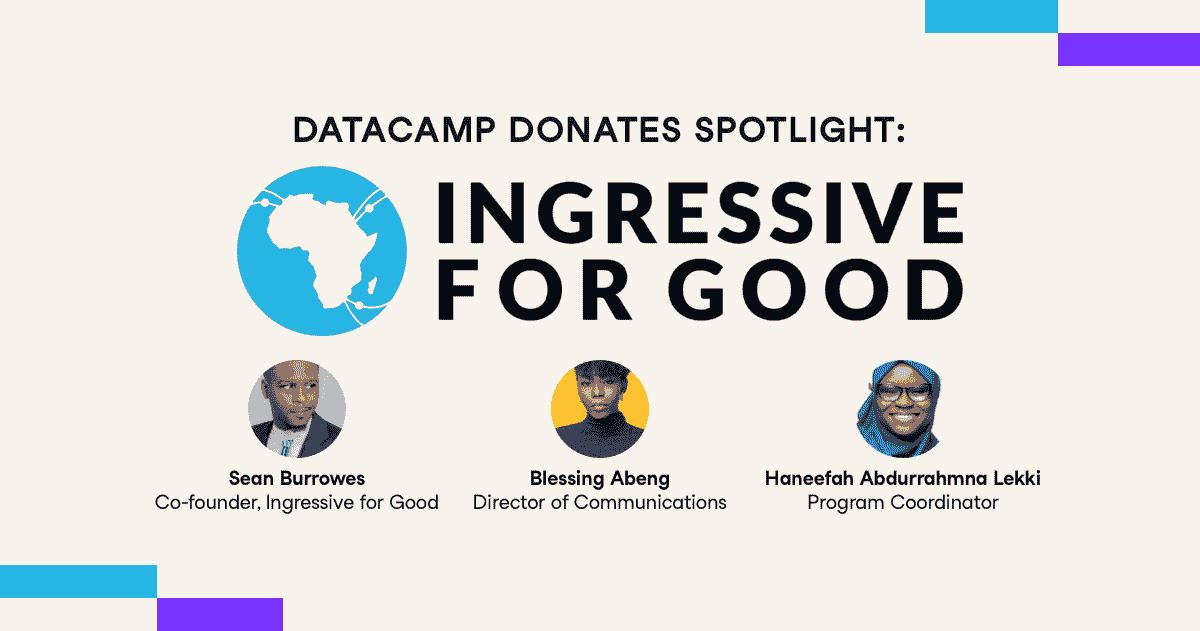 DATACAMP DONATES SPOTLIGHT:
INGRESSIVE
FOR GOOD
Sean Burrowes
Co-founder, Ingressive for Good
Blessing Abeng
Director of Communications
Haneefah Abdurrahmna Lekki
Program Coordinator